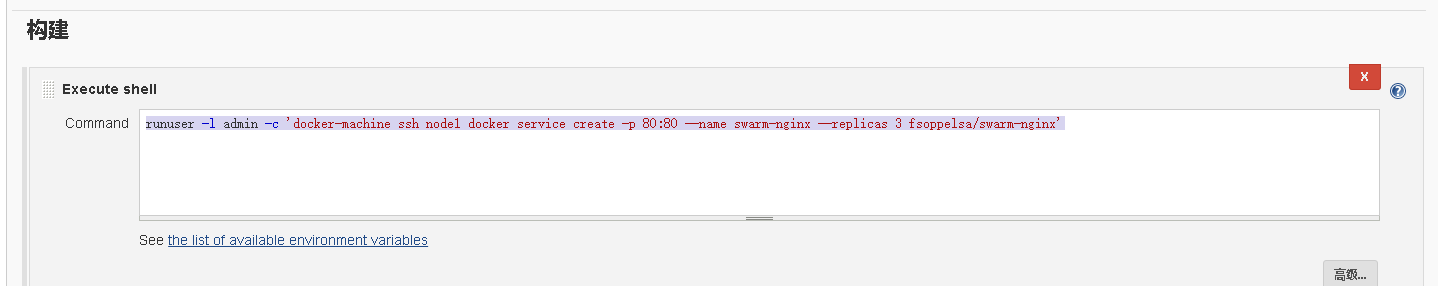 构建
X
Execute shell
Command
runuser -l admin -c 'docker-machine ssh node1 docker service create -p 80:80 --name swarm-nginx --replicas 3 fsoppelsa/swarm-nginx'
See the list of available environment variables
高级...